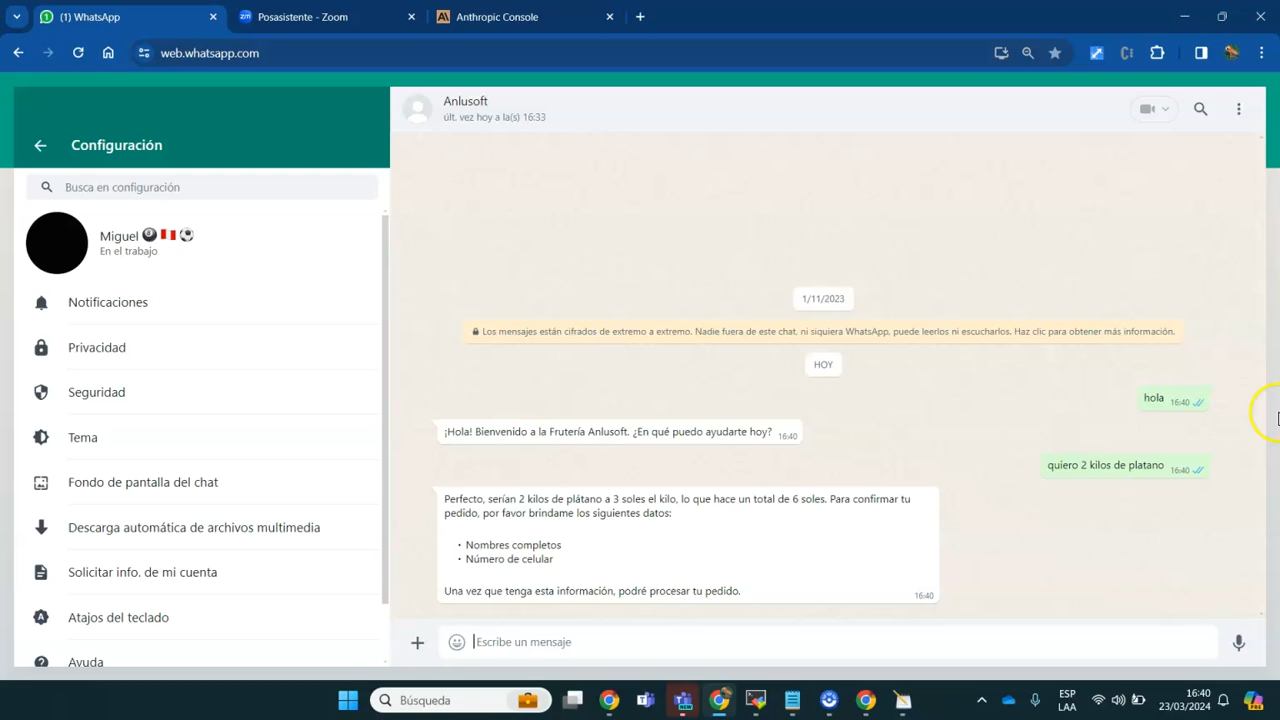 (1) WhatsApp
Posasistente - Zoom
Anthropic Console
web.whatsapp.com
Configuración
Busca en configuración
Miguel
En el trabajo
Notificaciones
Privacidad
Seguridad
Tema
Fondo de pantalla del chat
Descarga automática de archivos multimedia
Solicitar info. de mi cuenta
Atajos del teclado
Ayuda
Anlusoft
últ. vez hoy a la(s) 16:33
1/11/2023
Los mensajes están cifrados de extremo a extremo. Nadie fuera de este chat, ni siquiera WhatsApp, puede leerlos ni escucharlos. Haz clic para obtener más información.
HOY
hola 16:40
¡Hola! Bienvenido a la Frutería Anlusoft. ¿En qué puedo ayudarte hoy? 16:40
quiero 2 kilos de platano 16:40
Perfecto, serían 2 kilos de plátano a 3 soles el kilo, lo que hace un total de 6 soles. Para confirmar tu
pedido, por favor brindame los siguientes datos:
• Nombres completos
• Número de celular
Una vez que tenga esta información, podré procesar tu pedido.
16:40
Escribe un mensaje
Búsqueda
ESP
LAA
16:40
23/03/2024